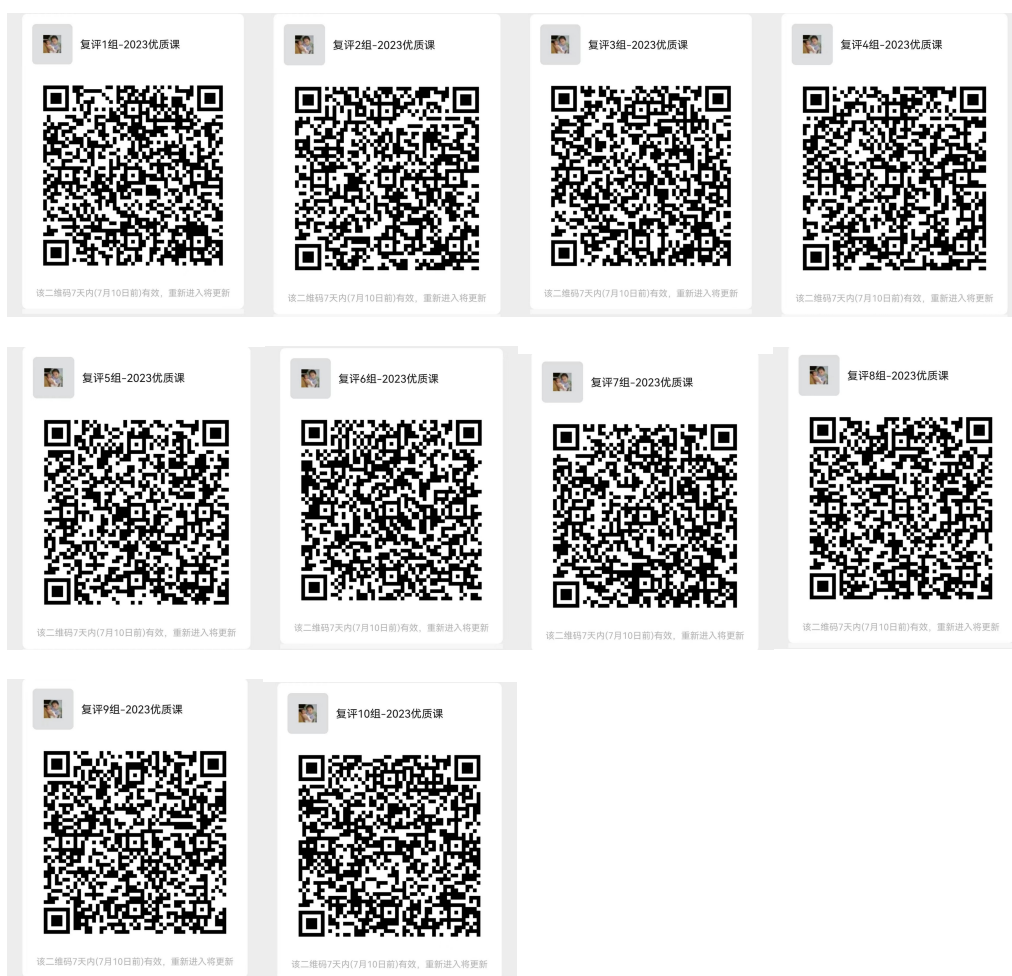 复评1组-2023优质课
该二维码7天内(7月10日前)有效，重新进入将更新
复评2组-2023优质课
该二维码7天内(7月10日前)有效，重新进入将更新
复评3组-2023优质课
该二维码7天内(7月10日前)有效，重新进入将更新
复评4组-2023优质课
该二维码7天内(7月10日前)有效，重新进入将更新
复评5组-2023优质课
该二维码7天内(7月10日前)有效，重新进入将更新
复评6组-2023优质课
该二维码7天内(7月10日前)有效，重新进入将更新
复评7组-2023优质课
该二维码7天内(7月10日前)有效，重新进入将更新
复评8组-2023优质课
该二维码7天内(7月10日前)有效，重新进入将更新
复评9组-2023优质课
该二维码7天内(7月10日前)有效，重新进入将更新
复评10组-2023优质课
该二维码7天内(7月10日前)有效，重新进入将更新